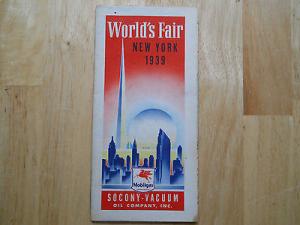 World's Fair
NEW YORK
1939
Mobilgas
SOCONY-VACUUM
OIL COMPANY, INC.